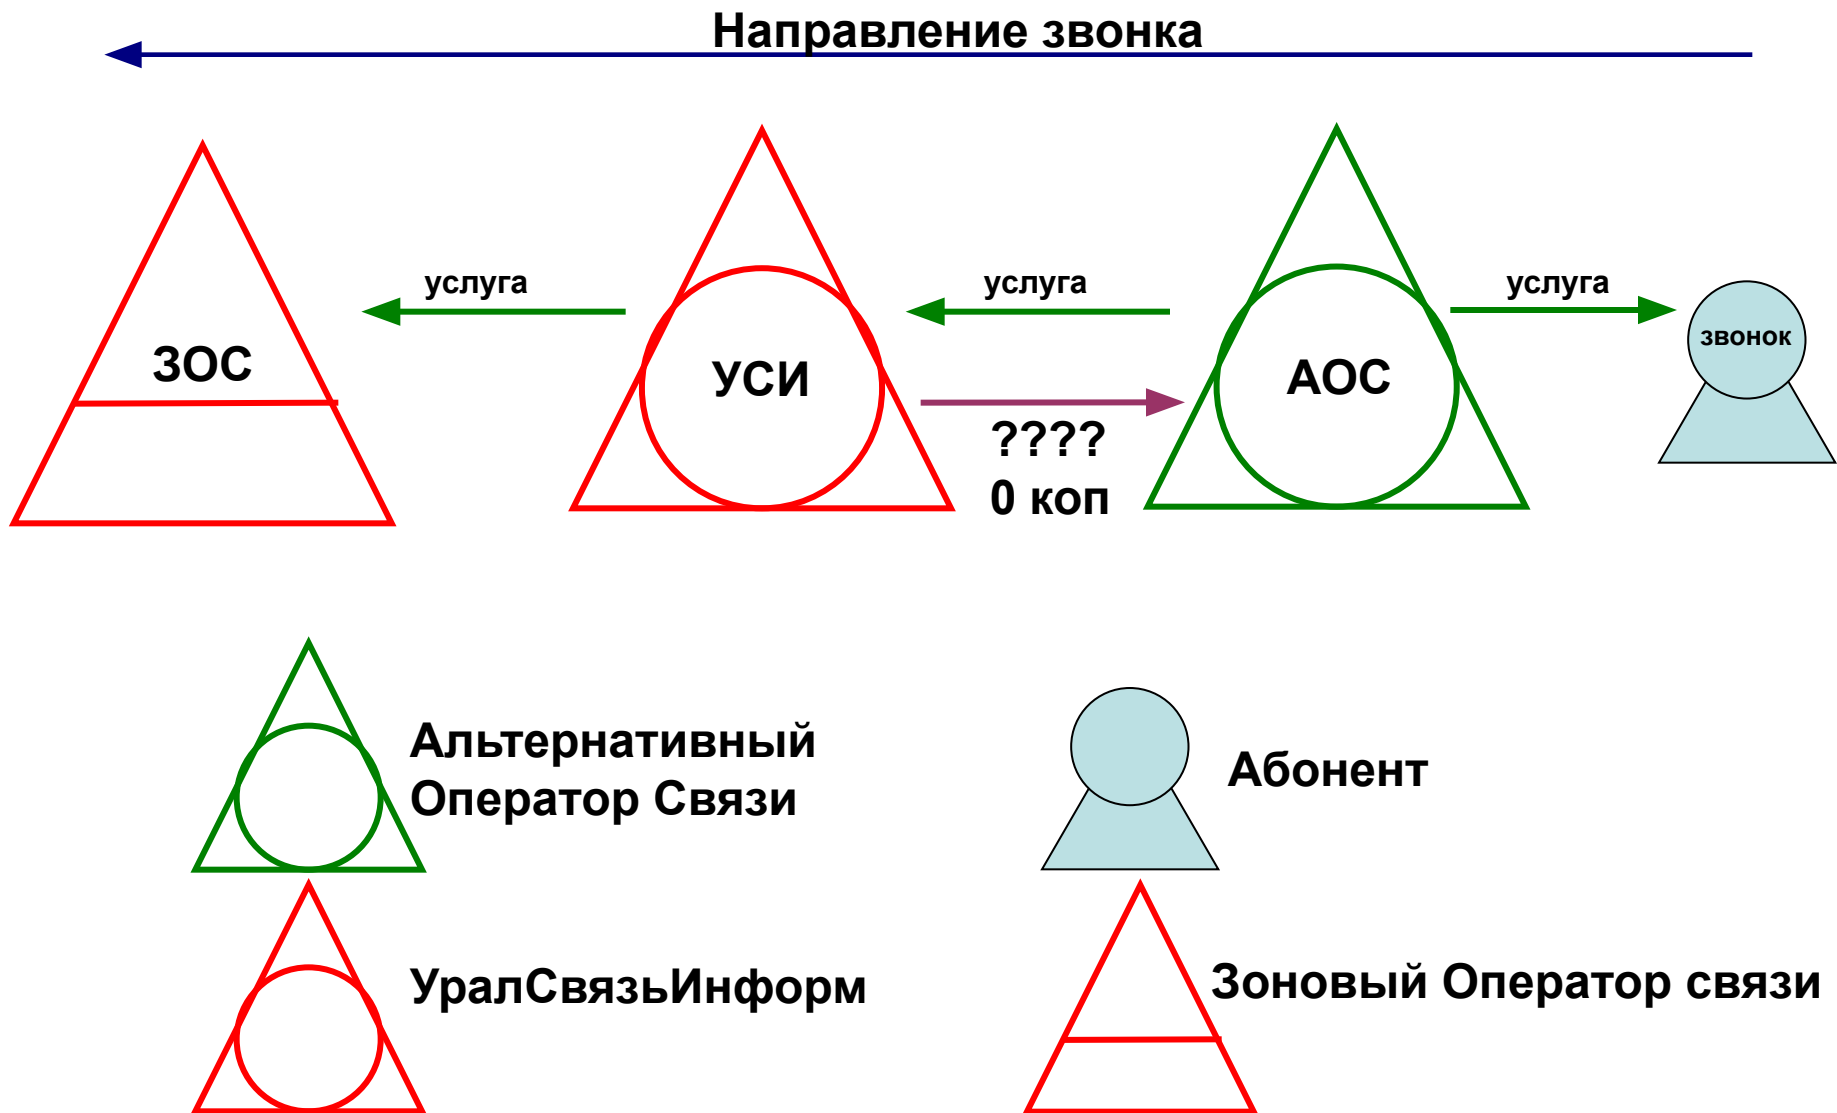 Направление звонка
услуга
услуга
услуга
звонок
ЗОС
УСИ
АОС
????
0 коп
Альтернативный
Оператор Связи
Абонент
УралСвязьИнформ
Зоновый Оператор связи